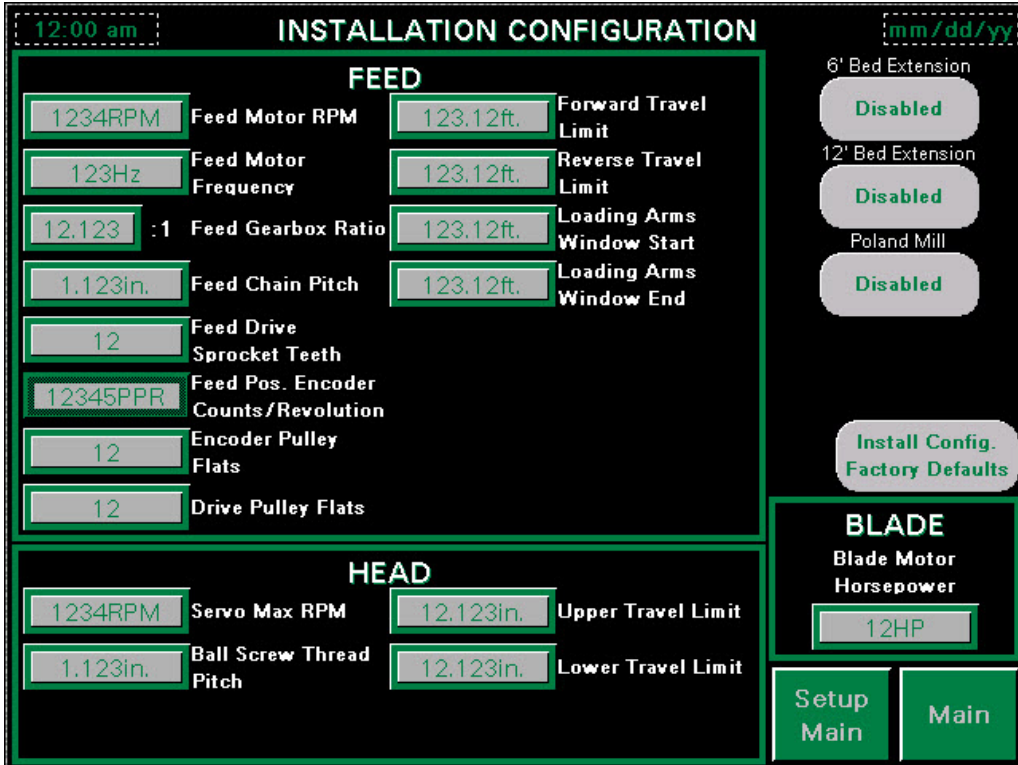 12:00 am
INSTALLATION CONFIGURATION
mm/dd/yy
FEED
1234RPM
Feed Motor RPM
123Hz
Feed Motor
Frequency
12.123
:1
Feed Gearbox Ratio
1.123in.
Feed Chain Pitch
12
Feed Drive
Sprocket Teeth
12345PPR
Feed Pos. Encoder
Counts/Revolution
12
Encoder Pulley
Flats
12
Drive Pulley Flats
123.12ft.
Forward Travel
Limit
123.12ft.
Reverse Travel
Limit
123.12ft.
Loading Arms
Window Start
123.12ft.
Loading Arms
Window End
6' Bed Extension
Disabled
12' Bed Extension
Disabled
Poland Mill
Disabled
Install Config.
Factory Defaults
HEAD
1234RPM
Servo Max RPM
1.123in.
Ball Screw Thread
Pitch
12.123in.
Upper Travel Limit
12.123in.
Lower Travel Limit
BLADE
Blade Motor
Horsepower
12HP
Setup
Main
Main